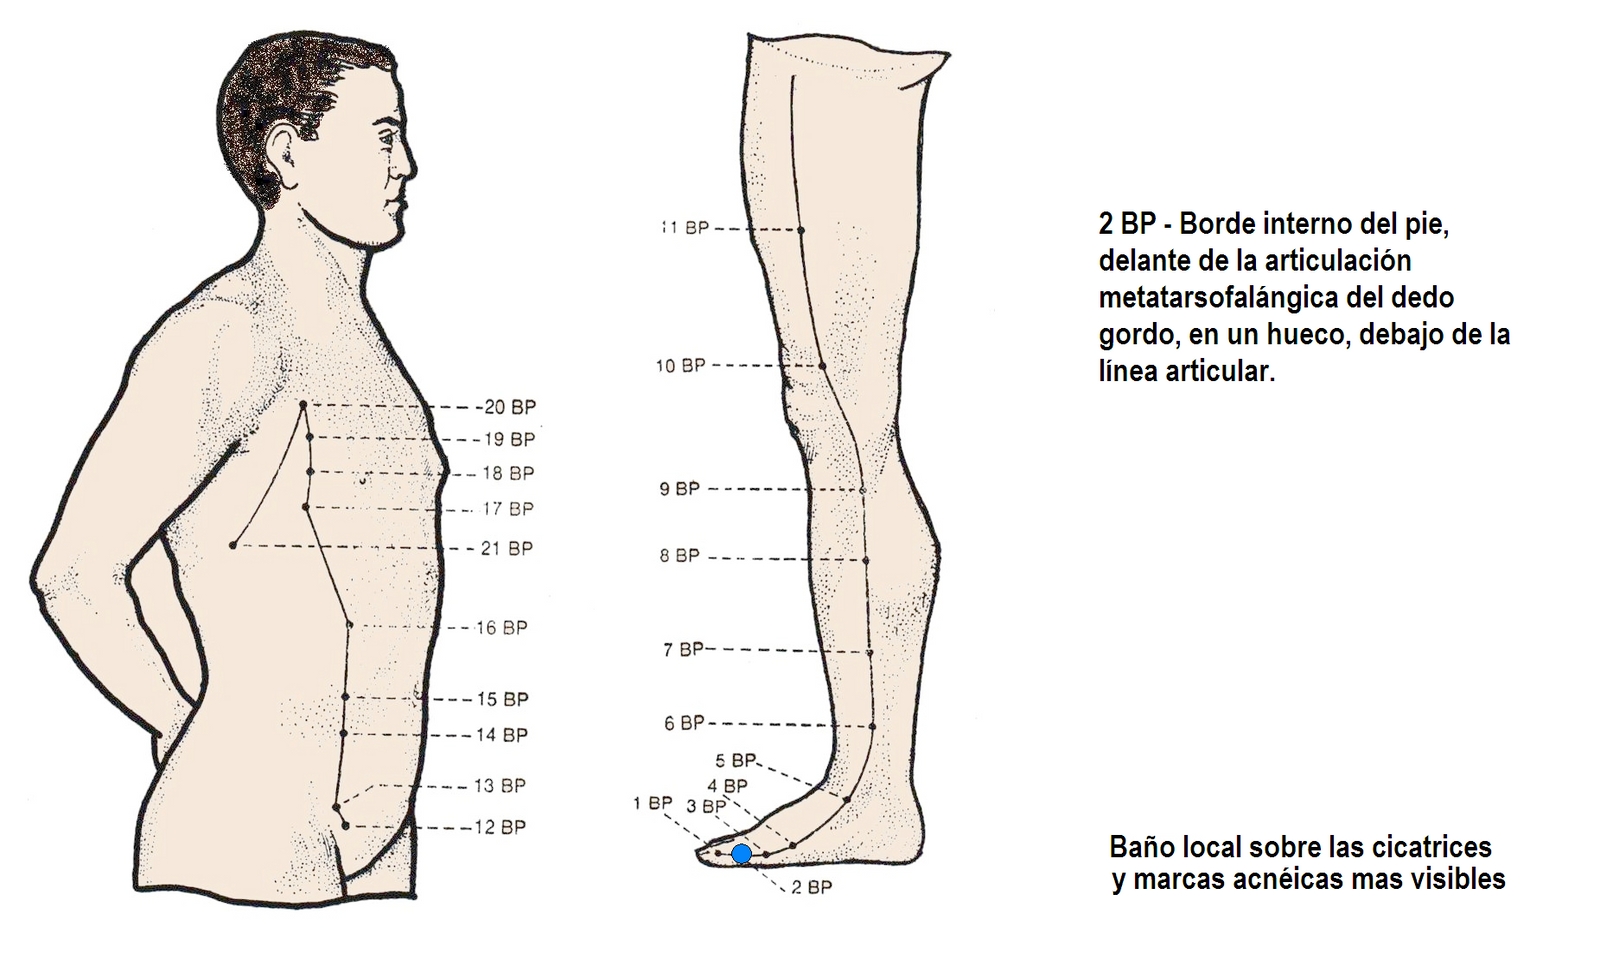 20 BP
19 BP
18 BP
17 BP
21 BP
16 BP
15 BP
14 BP
13 BP
12 BP
11 BP
10 BP
9 BP
8 BP
7 BP
6 BP
5 BP
4 BP
1 BP 3 BP
2 BP
2 BP - Borde interno del pie,
delante de la articulación
metatarsofalángica del dedo
gordo, en un hueco, debajo de la
línea articular.
Baño local sobre las cicatrices
y marcas acnéicas mas visibles